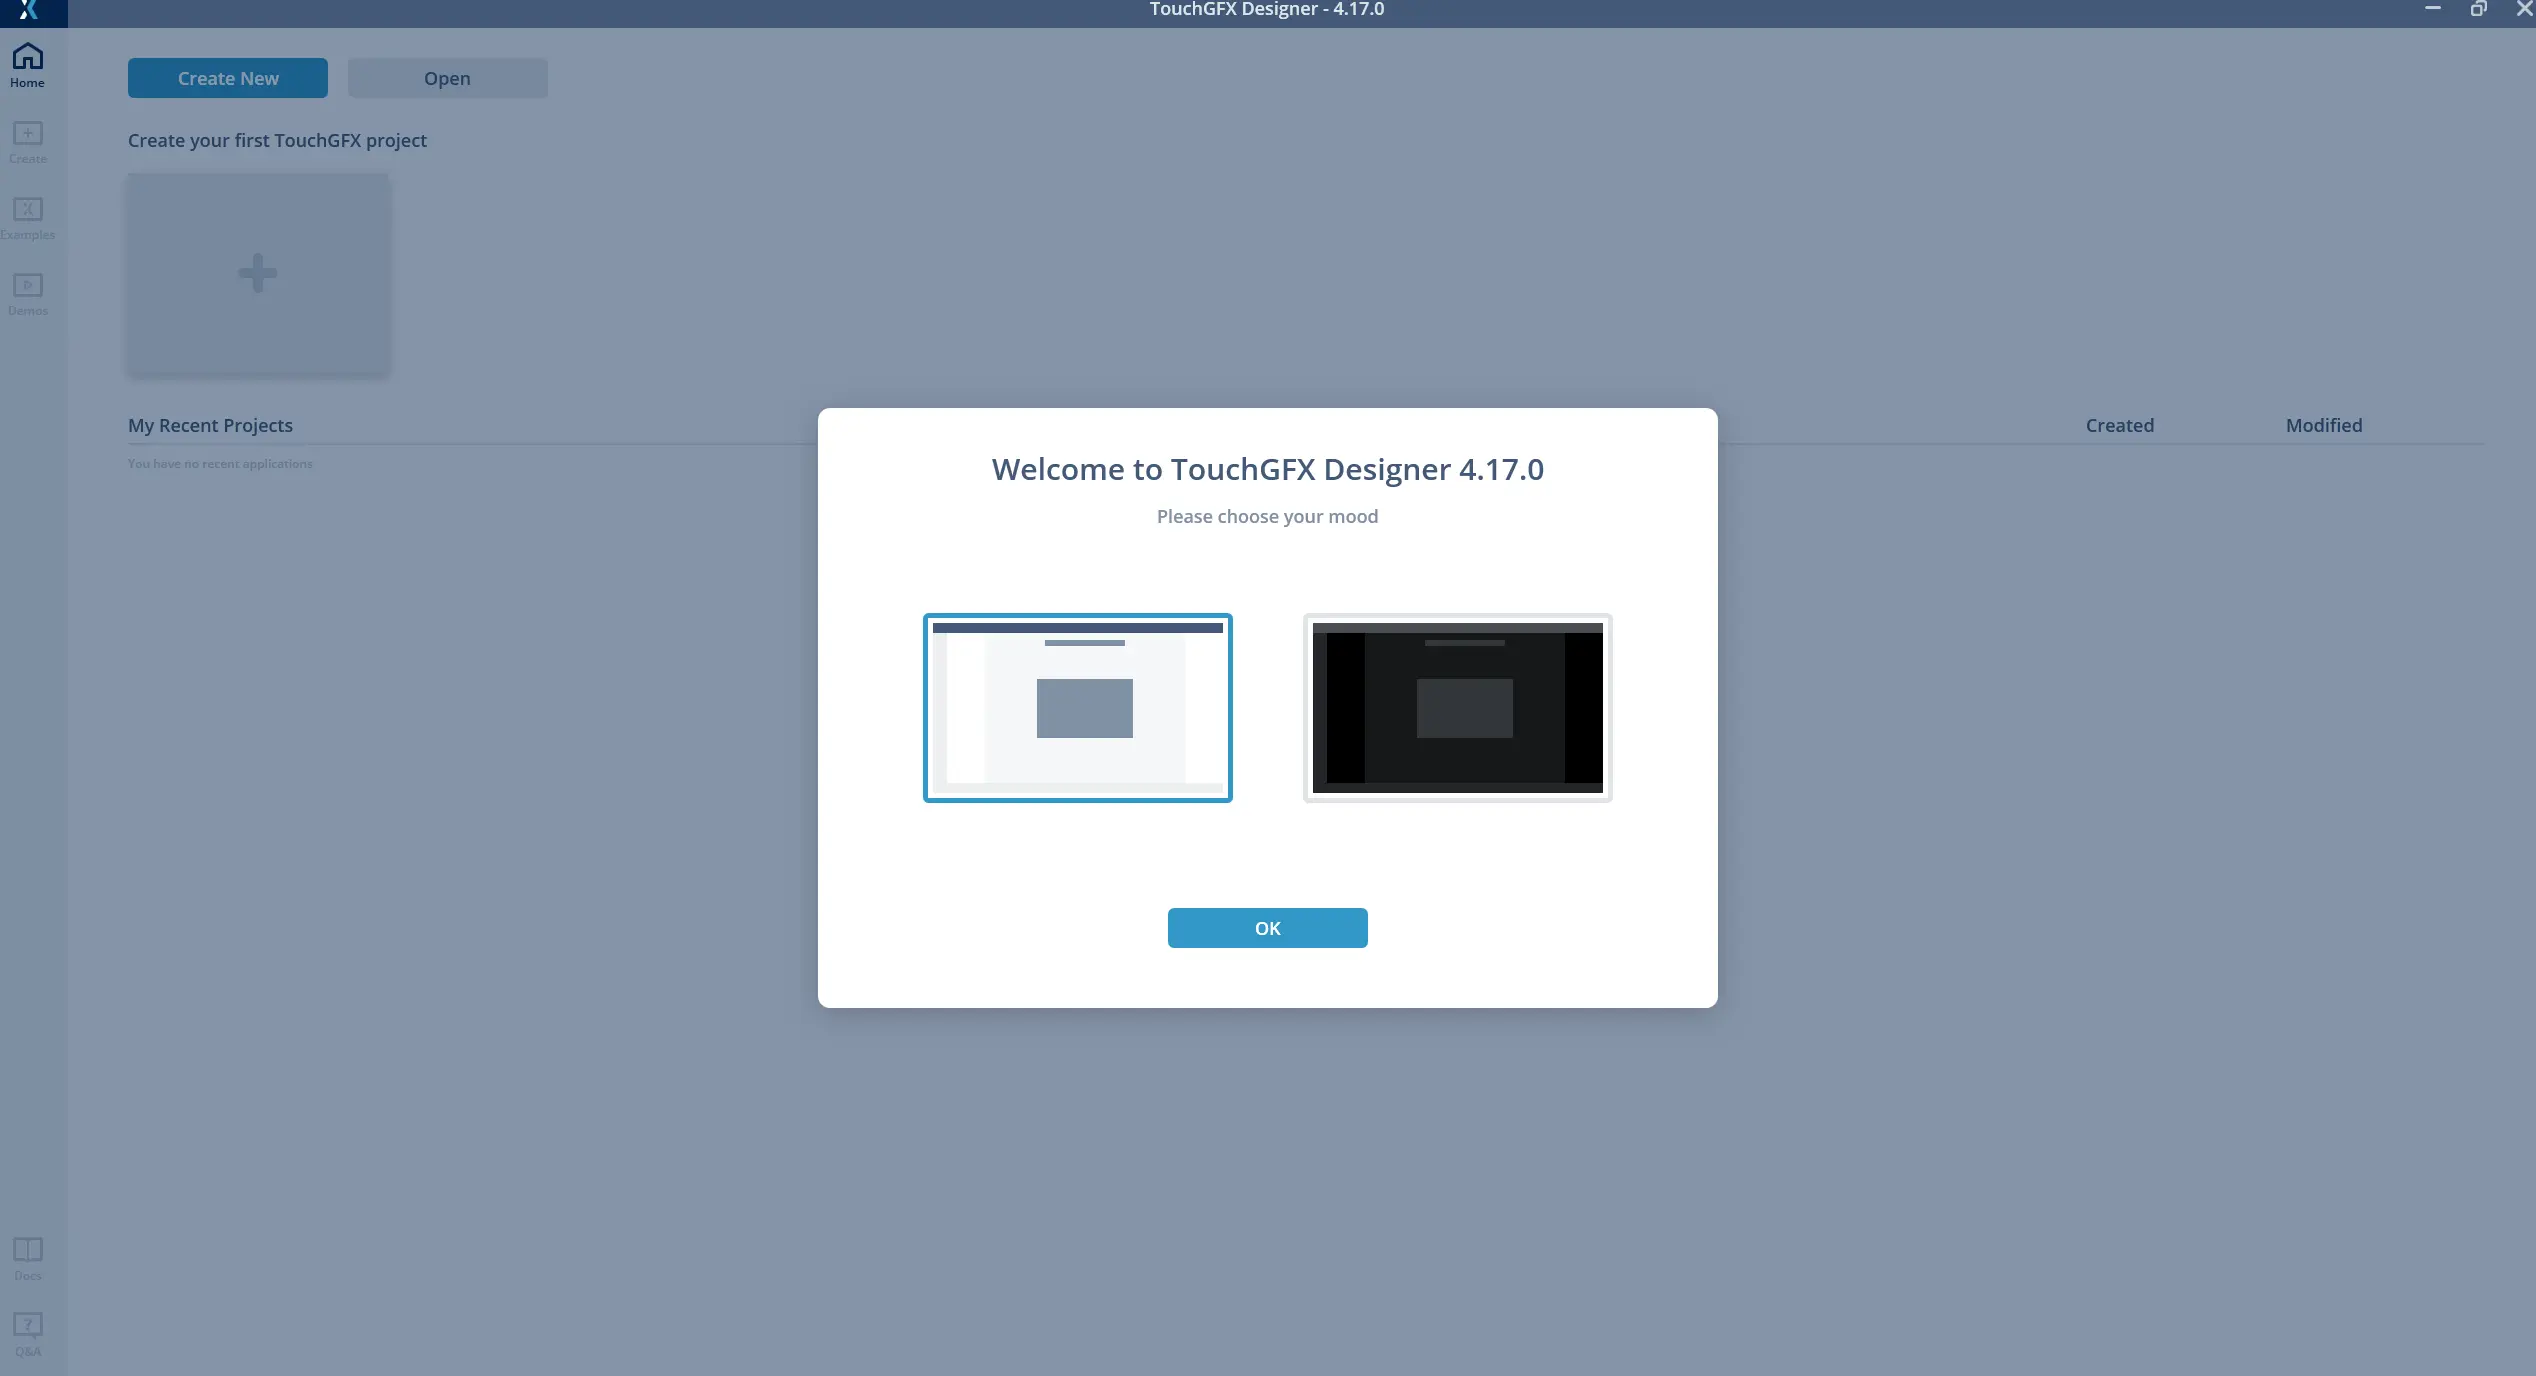 TouchGFX Designer - 4.17.0
Home
Create
Examples
Demos
Docs
Q&A
Create New
Open
Create your first TouchGFX project
My Recent Projects
Created
Modified
You have no recent applications
Welcome to TouchGFX Designer 4.17.0
Please choose your mood
OK